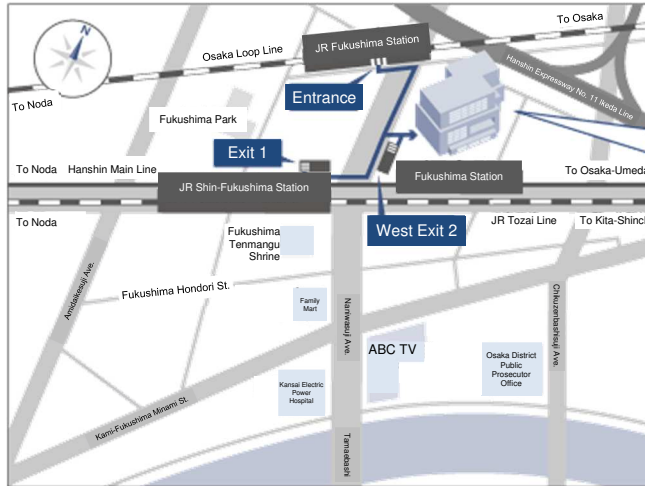 N
To Osaka
JR Fukushima Station
Osaka Loop Line
Hanshin Expressway No. 11 Ikeda Line
To Noda
Entrance
Fukushima Park
Exit 1
To Noda
Hanshin Main Line
To Osaka-Umeda
JR Shin-Fukushima Station
Fukushima Station
To Noda
West Exit 2
JR Tozai Line
To Kita-Shinch
Fukushima
Tenmangu
Shrine
Amidaikesuji Ave.
Fukushima Hondori St.
Family
Mart
Naniwasuji Ave.
Chikuzenbashisuji Ave.
ABC TV
Osaka District
Public
Prosecutor
Office
Kansai Electric
Power
Hospital
Kami-Fukushima Minami St.
Tamaebashi